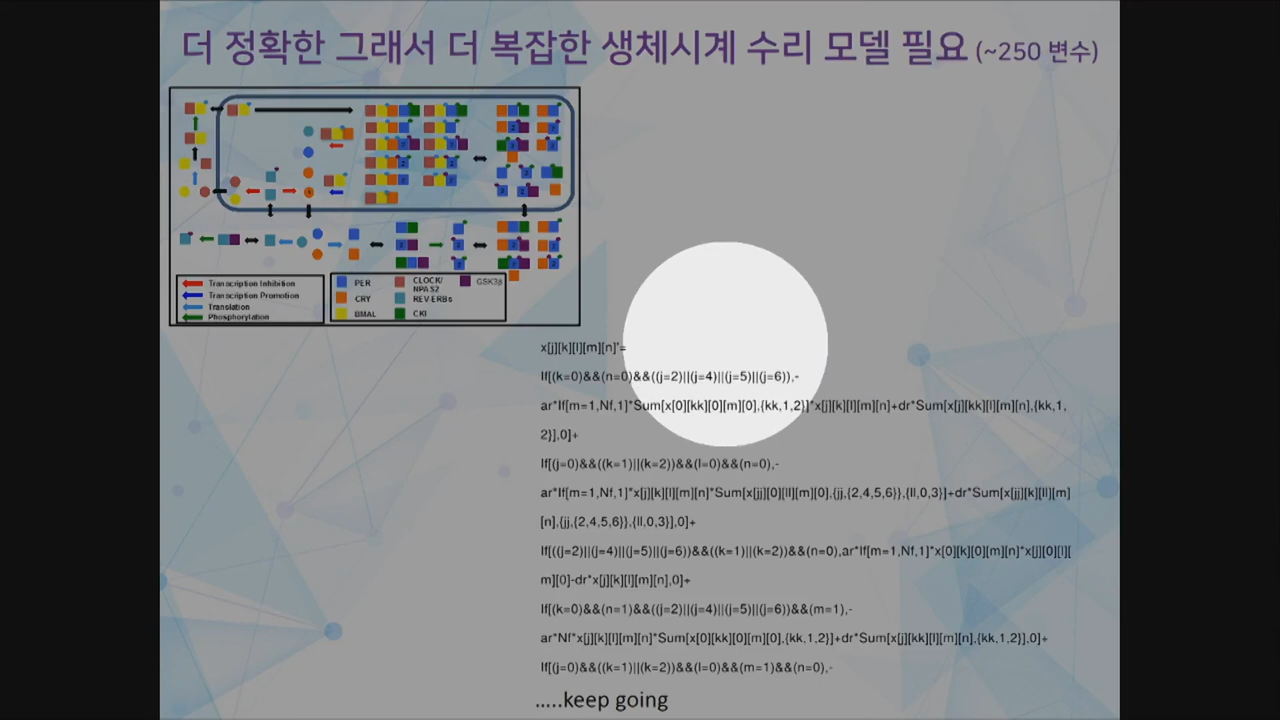 더 정확한 그래서 더 복잡한 생체시계 수리 모델 필요 (~250 변수)
Transcription Inhibition
Transcription Promotion
Translation
Phosphorylation
PER
CRY
BMAL
CLOCK/
NPAS2
REVERBs
CKI
GSK3β
x[j][k][l][m][n]'=
If[(k=0)&&(n=0)&&((j=2)||(j=4)||(j=5)||(j=6)),-
ar*If[m=1,Nf,1]*Sum[x[0][kk][0][m][0],{kk,1,2}]*x[j][k][l][m][n]+dr*Sum[x[j][kk][l][m][n],{kk,1,
2}],0]+
If[(j=0)&&((k=1)||(k=2))&&(l=0)&&(n=0),-
ar*If[m=1,Nf,1]*x[j][k][l][m][n]*Sum[x[jj][0][ll][m][0],{jj,{2,4,5,6}},{ll,0,3}]+dr*Sum[x[jj][k][ll][m]
[n],{jj,{2,4,5,6}},{ll,0,3}],0]+
If[((j=2)||(j=4)||(j=5)||(j=6))&&((k=1)||(k=2))&&(n=0),ar*If[m=1,Nf,1]*x[0][k][0][m][n]*x[j][0][l][
m][0]-dr*x[j][k][l][m][n],0]+
If[(k=0)&&(n=1)&&((j=2)||(j=4)||(j=5)||(j=6))&&(m=1),-
ar*Nf*x[j][k][l][m][n]*Sum[x[0][kk][0][m][0],{kk,1,2}]+dr*Sum[x[j][kk][l][m][n],{kk,1,2}],0]+
If[(j=0)&&((k=1)||(k=2))&&(l=0)&&(m=1)&&(n=0),-
.....keep going